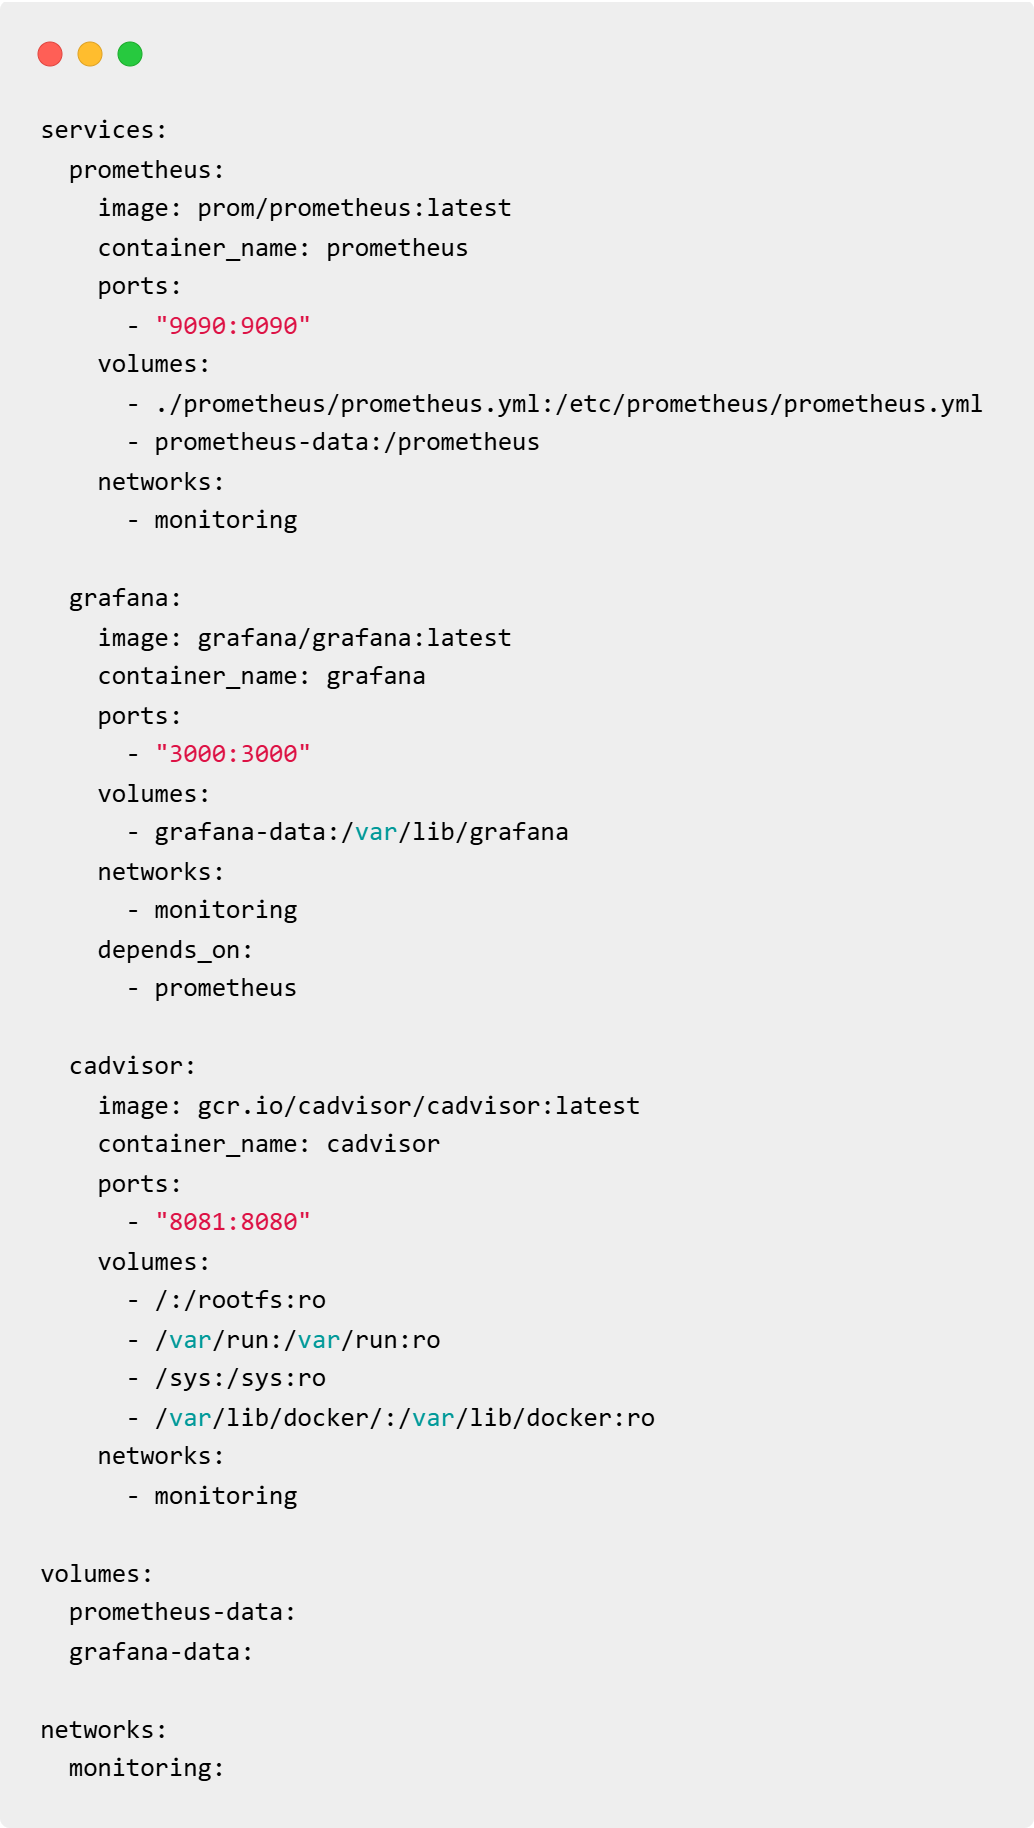 services:
  prometheus:
    image: prom/prometheus:latest
    container_name: prometheus
    ports:
      - "9090:9090"
    volumes:
      - ./prometheus/prometheus.yml:/etc/prometheus/prometheus.yml
      - prometheus-data:/prometheus
    networks:
      - monitoring

  grafana:
    image: grafana/grafana:latest
    container_name: grafana
    ports:
      - "3000:3000"
    volumes:
      - grafana-data:/var/lib/grafana
    networks:
      - monitoring
    depends_on:
      - prometheus

  cadvisor:
    image: gcr.io/cadvisor/cadvisor:latest
    container_name: cadvisor
    ports:
      - "8081:8080"
    volumes:
      - /:/rootfs:ro
      - /var/run:/var/run:ro
      - /sys:/sys:ro
      - /var/lib/docker/:/var/lib/docker:ro
    networks:
      - monitoring

volumes:
  prometheus-data:
  grafana-data:

networks:
  monitoring: